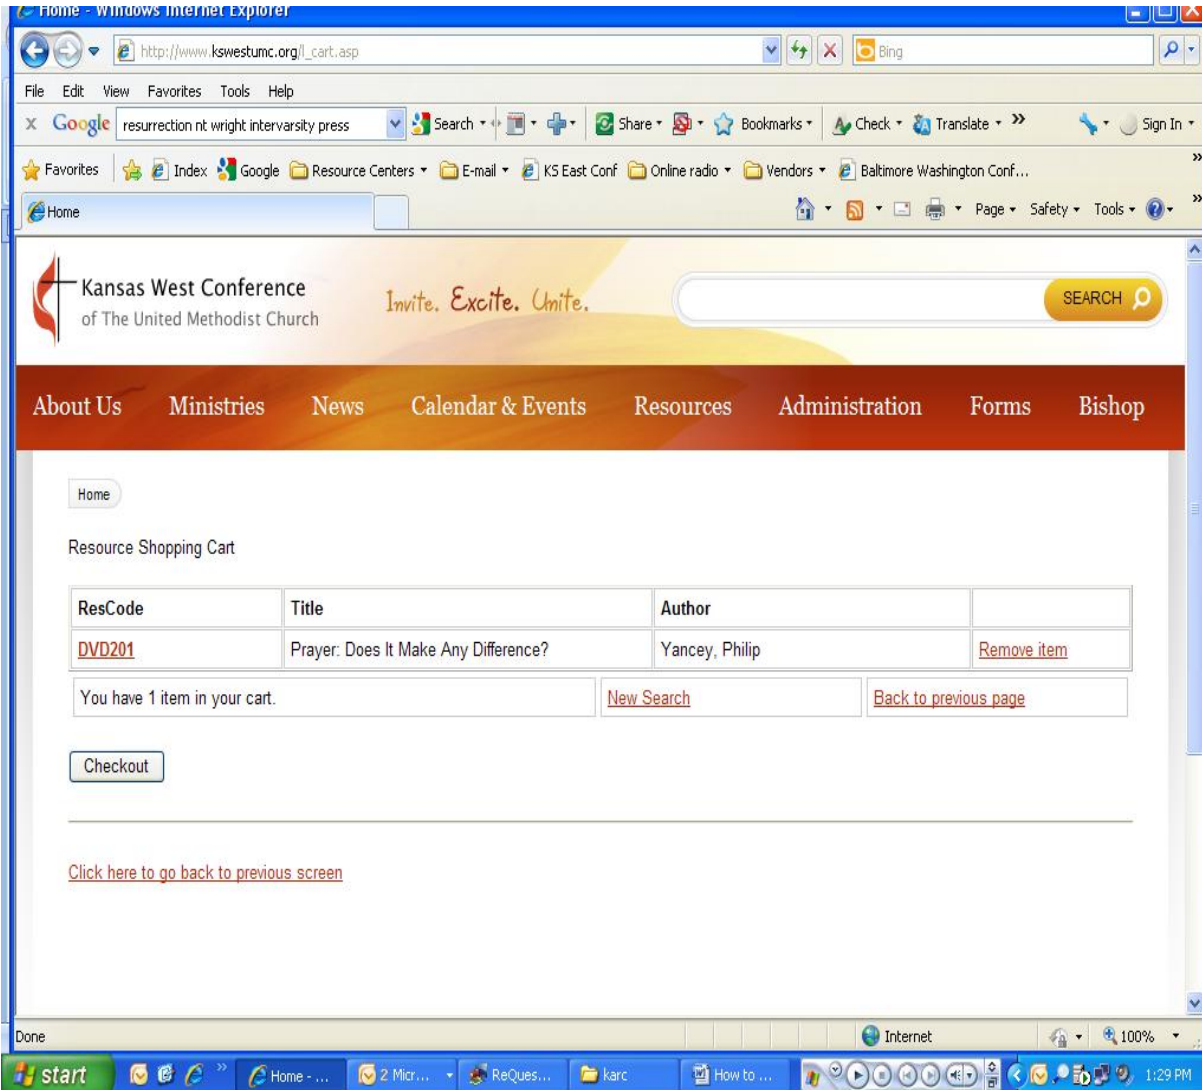 Home - Windows Internet Explorer
http://www.kswestumc.org/l_cart.asp
Bing
File Edit View Favorites Tools Help
X Google resurrection nt wright intervarsity press Search Share Bookmarks Check Translate » Sign In
Favorites Index Google Resource Centers E-mail KS East Conf Online radio Vendors Baltimore Washington Conf... »
Home Page Safety Tools »
Kansas West Conference
of The United Methodist Church
Invite. Excite. Unite.
SEARCH
About Us Ministries News Calendar & Events Resources Administration Forms Bishop
Home
Resource Shopping Cart
ResCode Title Author
DVD201 Prayer: Does It Make Any Difference? Yancey, Philip Remove item
You have 1 item in your cart. New Search Back to previous page
Checkout
Click here to go back to previous screen
Done Internet 100%
start » Home - ... 2 Micr... ReQues... karc How to ... 1:29 PM